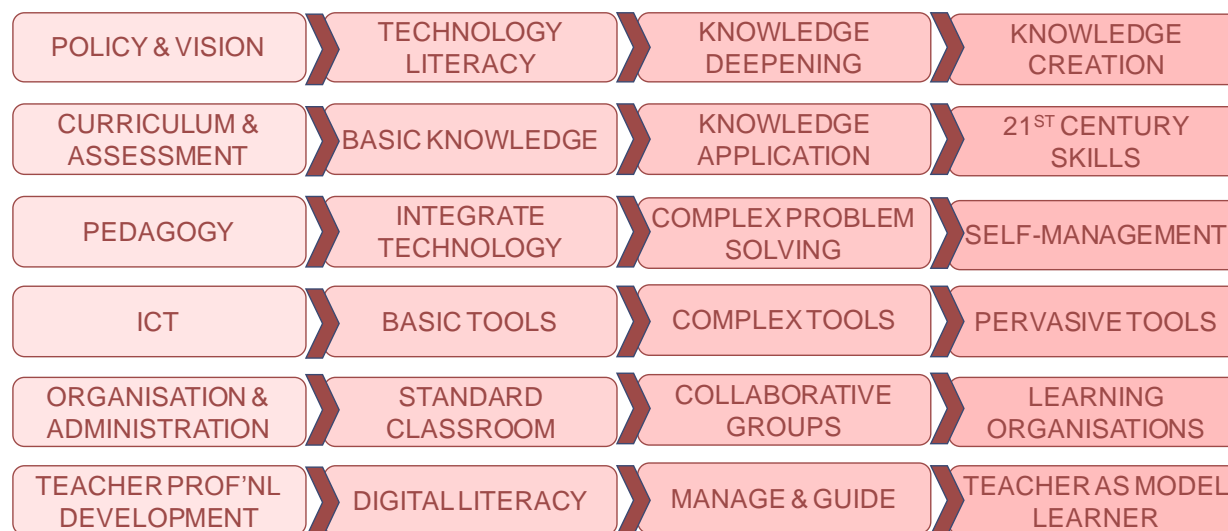 POLICY & VISION
TECHNOLOGY
LITERACY
KNOWLEDGE
DEEPENING
KNOWLEDGE
CREATION
CURRICULUM &
ASSESSMENT
BASIC KNOWLEDGE
KNOWLEDGE
APPLICATION
21ST CENTURY
SKILLS
PEDAGOGY
INTEGRATE
TECHNOLOGY
COMPLEX PROBLEM
SOLVING
SELF-MANAGEMENT
ICT
BASIC TOOLS
COMPLEX TOOLS
PERVASIVE TOOLS
ORGANISATION &
ADMINISTRATION
STANDARD
CLASSROOM
COLLABORATIVE
GROUPS
LEARNING
ORGANISATIONS
TEACHER PROF’NL
DEVELOPMENT
DIGITAL LITERACY
MANAGE & GUIDE
TEACHER AS MODEL
LEARNER